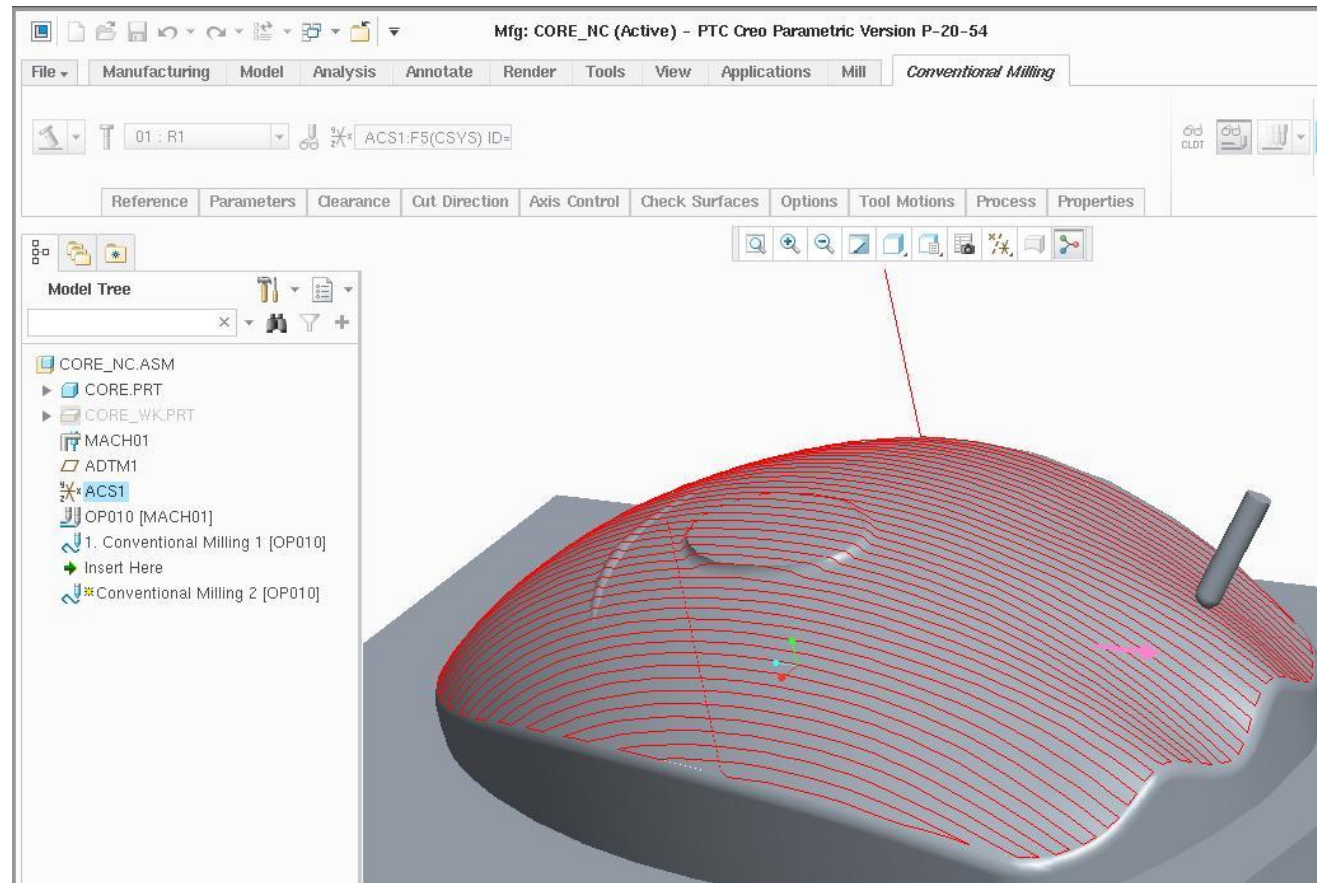 Mfg: CORE_NC (Active) - PTC Creo Parametric Version P-20-54
File Manufacturing Model Analysis Annotate Render Tools View Applications Mill Conventional Milling
01 : R1 ACS1:F5(CSYS) ID=
CLDT
Reference Parameters Clearance Cut Direction Axis Control Check Surfaces Options Tool Motions Process Properties
Model Tree
CORE_NC.ASM
CORE.PRT
CORE_WK.PRT
MACH01
ADTM1
ACS1
OP010 [MACH01]
1. Conventional Milling 1 [OP010]
Insert Here
Conventional Milling 2 [OP010]